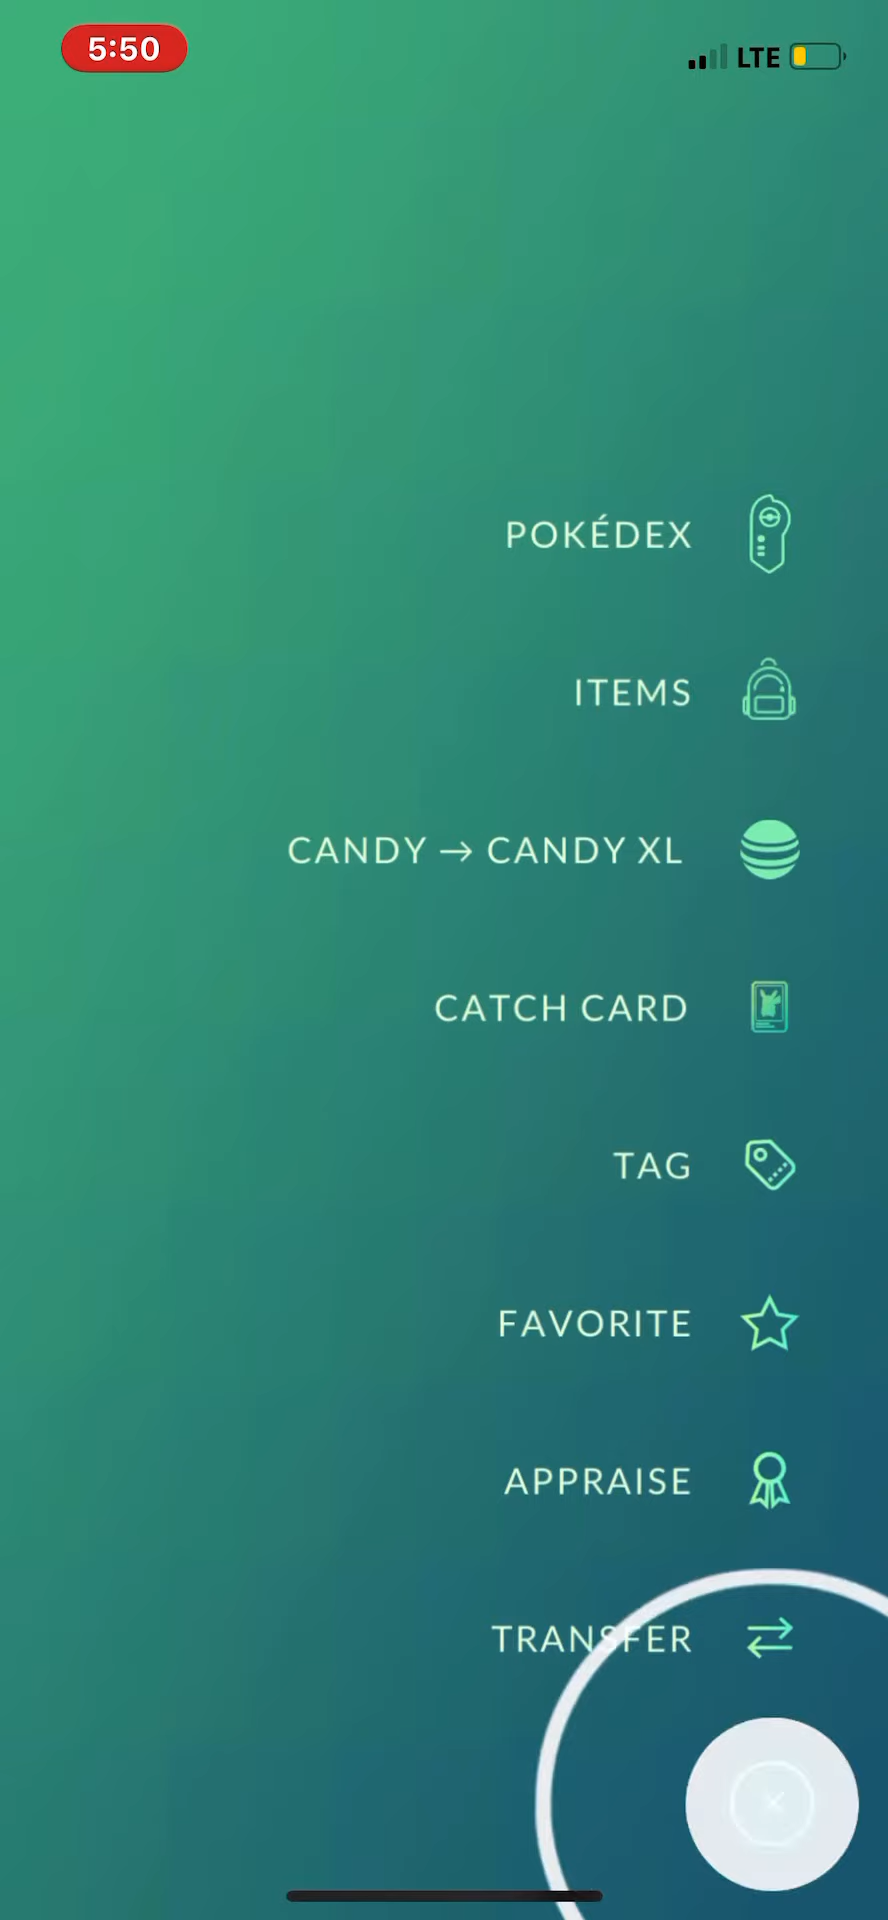 5:50 LTE
POKÉDEX
ITEMS
CANDY → CANDY XL
CATCH CARD
TAG
FAVORITE
APPRAISE
TRANSFER